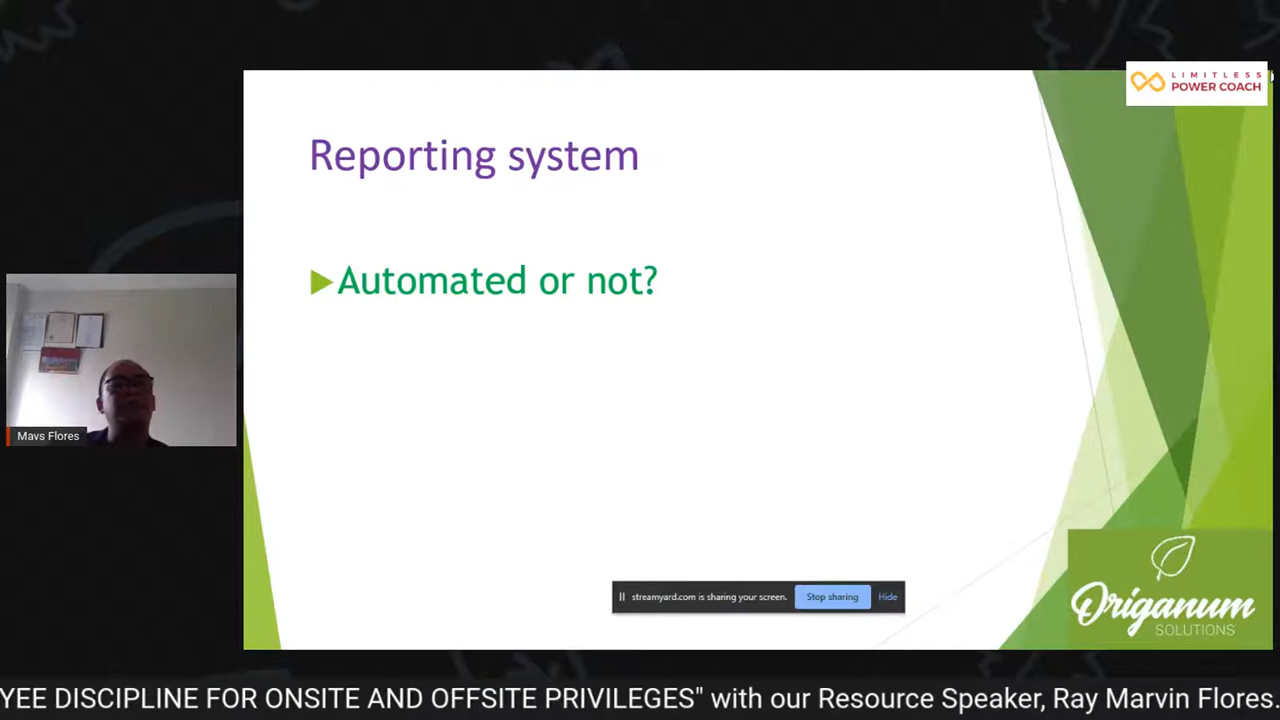 LIMITLESS
POWER COACH
Reporting system
Automated or not?
Mavs Flores
streamyard.com is sharing your screen.
Stop sharing
Hide
Origanum
SOLUTIONS
YEE DISCIPLINE FOR ONSITE AND OFFSITE PRIVILEGES" with our Resource Speaker, Ray Marvin Flores.